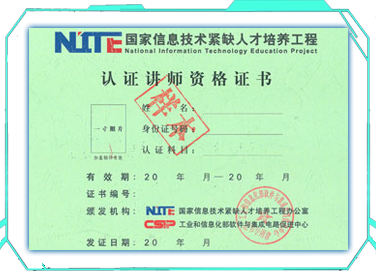 NITE 国家信息技术紧缺人才培养工程
National Information Technology Education Project
认证讲师资格证书
样本
姓 名:
一寸照片
身份证号码:
加盖钢印有效
认证科目:
有效期: 20 年 月—20 年 月
证书编号:
颁发机构: NITE 国家信息技术紧缺人才培养工程办公室
CSIP 工业和信息化部软件与集成电路促进中心
发证日期: 20 年 月 日